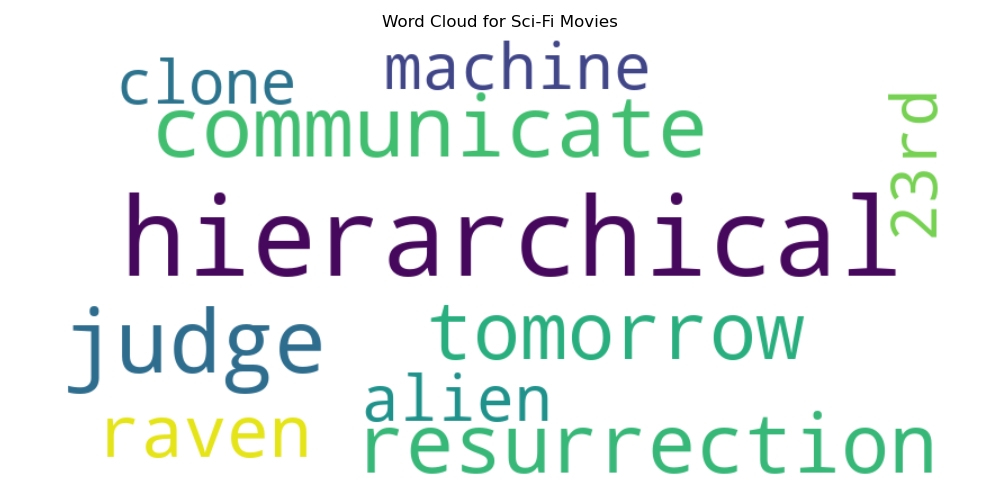 Word Cloud for Sci-Fi Movies
machine
clone
communicate
23rd
hierarchical
judge
tomorrow
alien
raven
resurrection